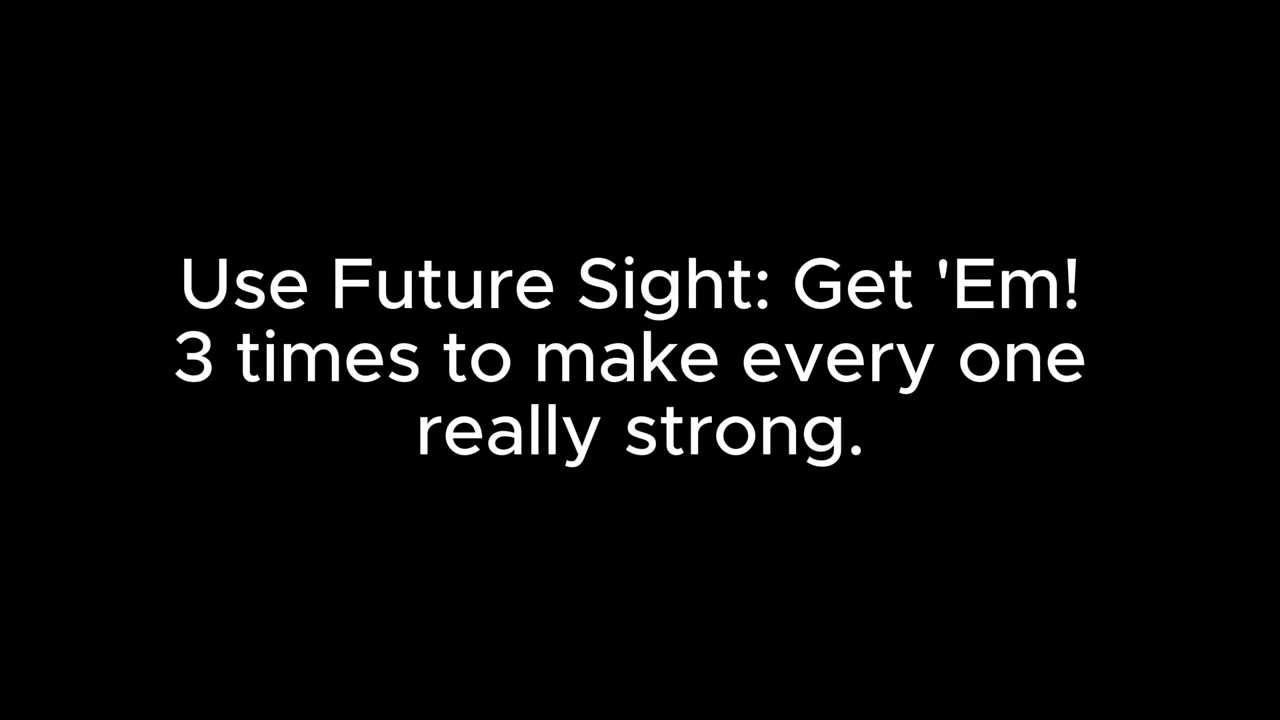 Use Future Sight: Get 'Em!
3 times to make every one
really strong.